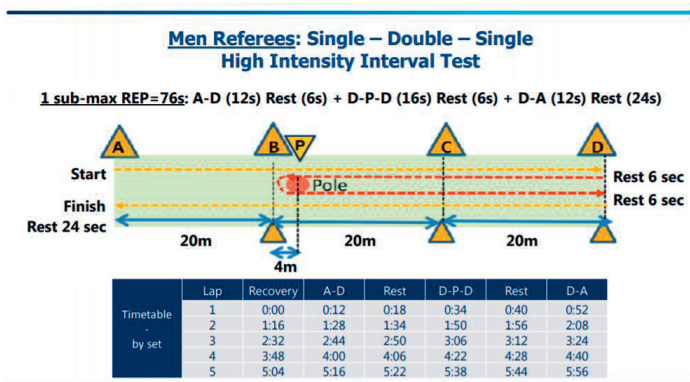 Men Referees: Single – Double – Single
High Intensity Interval Test
1 sub-max REP=76s: A-D (12s) Rest (6s) + D-P-D (16s) Rest (6s) + D-A (12s) Rest (24s)
A B P C D
Start
Rest 6 sec
Pole
Rest 6 sec
Finish
Rest 24 sec
20m 20m 20m
4m
Lap Recovery A-D Rest D-P-D Rest D-A
Timetable
-
by set
1 0:00 0:12 0:18 0:34 0:40 0:52
2 1:16 1:28 1:34 1:50 1:56 2:08
3 2:32 2:44 2:50 3:06 3:12 3:24
4 3:48 4:00 4:06 4:22 4:28 4:40
5 5:04 5:16 5:22 5:38 5:44 5:56